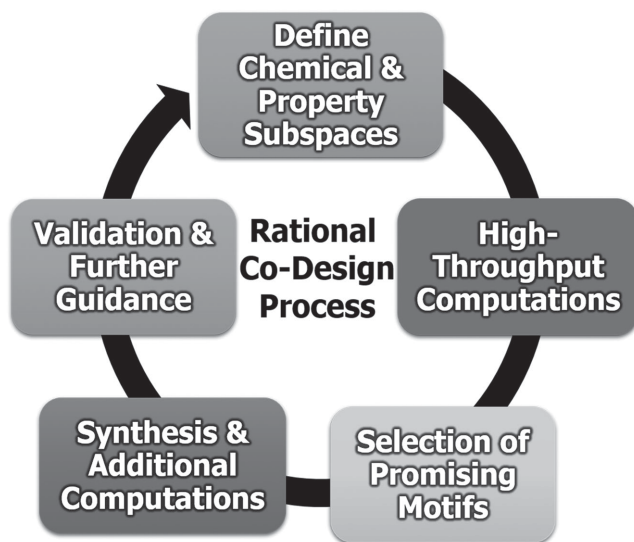 Define
Chemical &
Property
Subspaces
High-
Throughput
Computations
Selection of
Promising
Motifs
Synthesis &
Additional
Computations
Validation &
Further
Guidance
Rational
Co-Design
Process